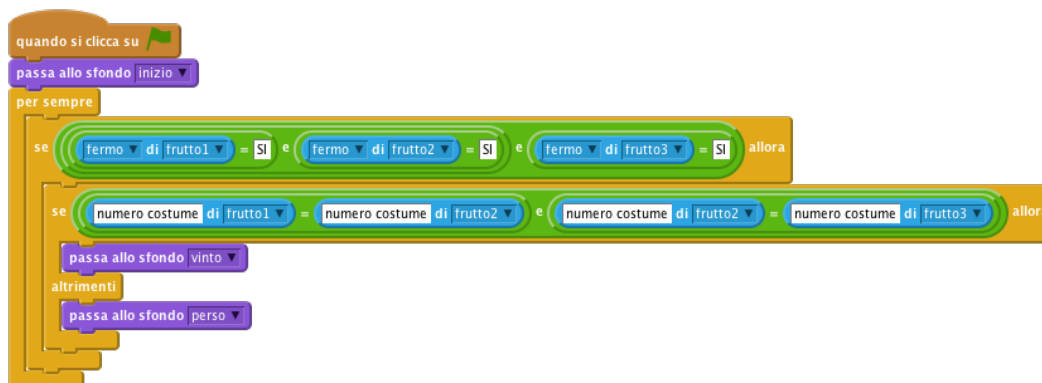 quando si clicca su
passa allo sfondo inizio
per sempre
se fermo di frutto1 = SI e fermo di frutto2 = SI e fermo di frutto3 = SI allora
se numero costume di frutto1 = numero costume di frutto2 e numero costume di frutto2 = numero costume di frutto3 allor
passa allo sfondo vinto
altrimenti
passa allo sfondo perso